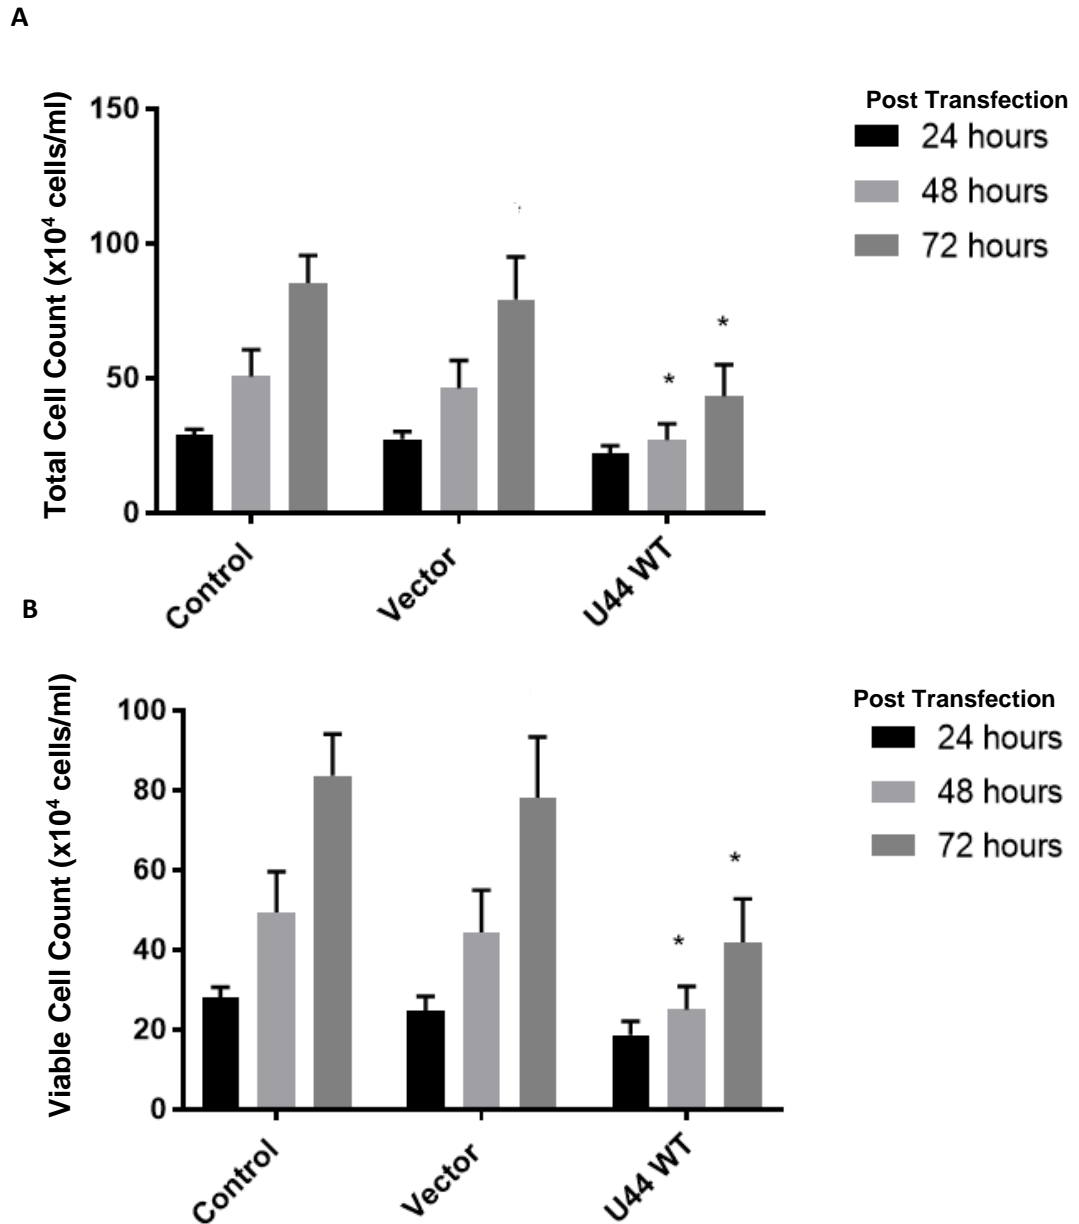 A
Total Cell Count (x10⁴ cells/ml)
150
100
50
0
Control
Vector
U44 WT
*
*
Post Transfection
24 hours
48 hours
72 hours
B
Viable Cell Count (x10⁴ cells/ml)
100
80
60
40
20
0
Control
Vector
U44 WT
*
*
Post Transfection
24 hours
48 hours
72 hours